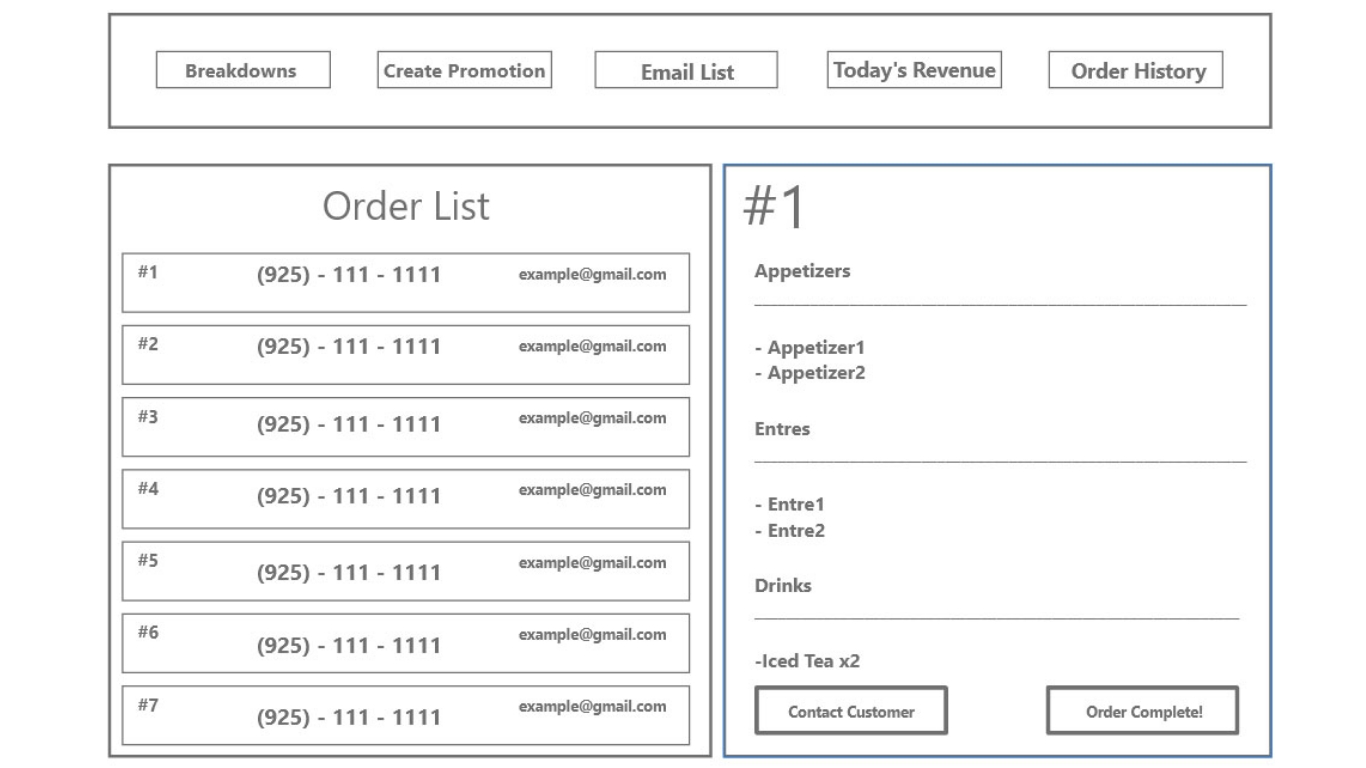 Breakdowns
Create Promotion
Email List
Today's Revenue
Order History
Order List
#1 (925) - 111 - 1111 example@gmail.com
#2 (925) - 111 - 1111 example@gmail.com
#3 (925) - 111 - 1111 example@gmail.com
#4 (925) - 111 - 1111 example@gmail.com
#5 (925) - 111 - 1111 example@gmail.com
#6 (925) - 111 - 1111 example@gmail.com
#7 (925) - 111 - 1111 example@gmail.com
#1
Appetizers
- Appetizer1
- Appetizer2
Entres
- Entre1
- Entre2
Drinks
-Iced Tea x2
Contact Customer
Order Complete!